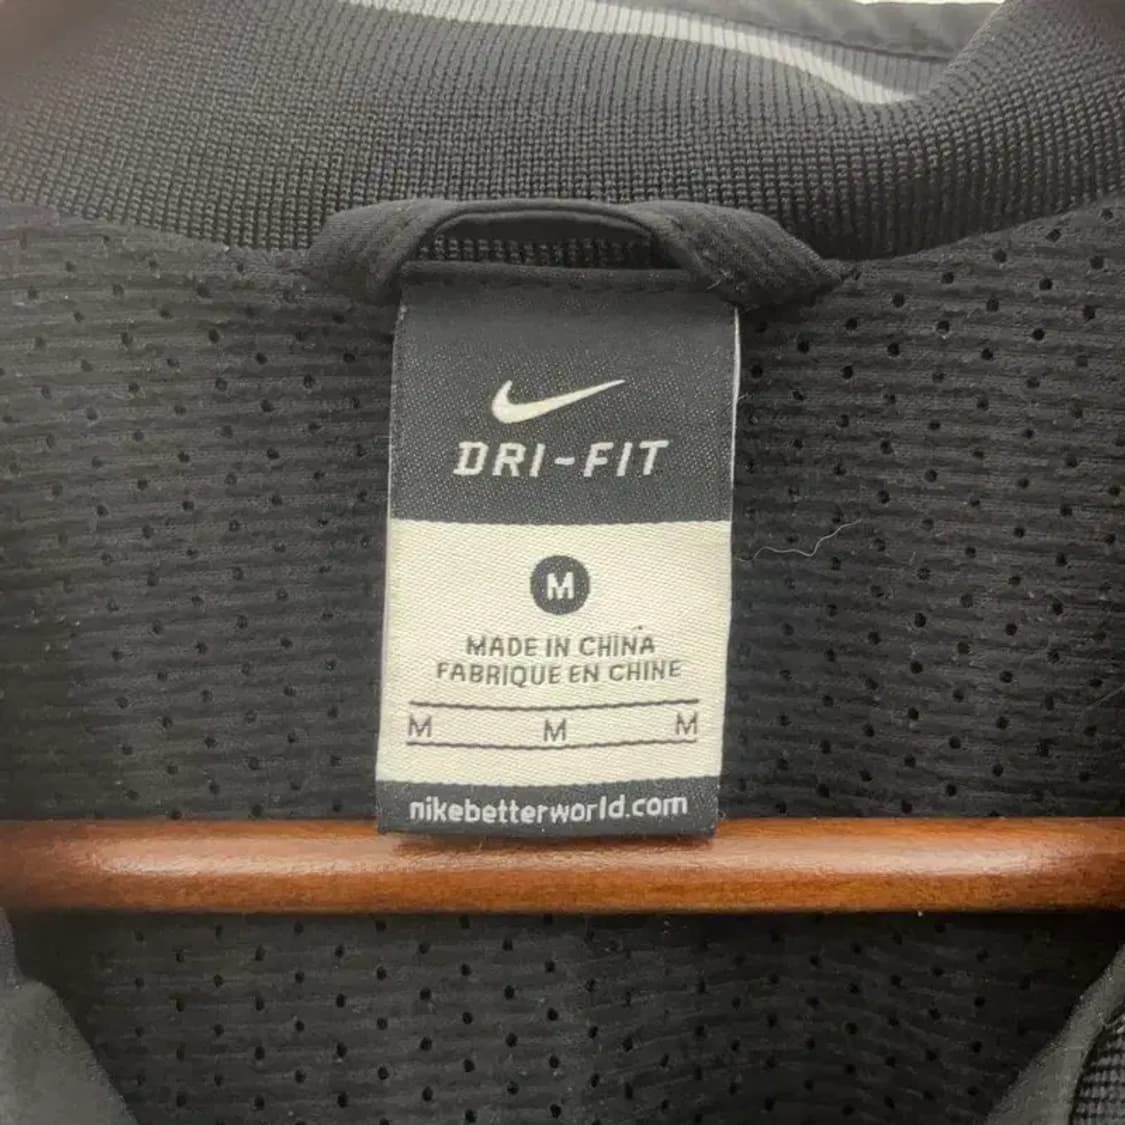 DRI-FIT
M
MADE IN CHINA
FABRIQUE EN CHINE
M M M
nikebetterworld.com